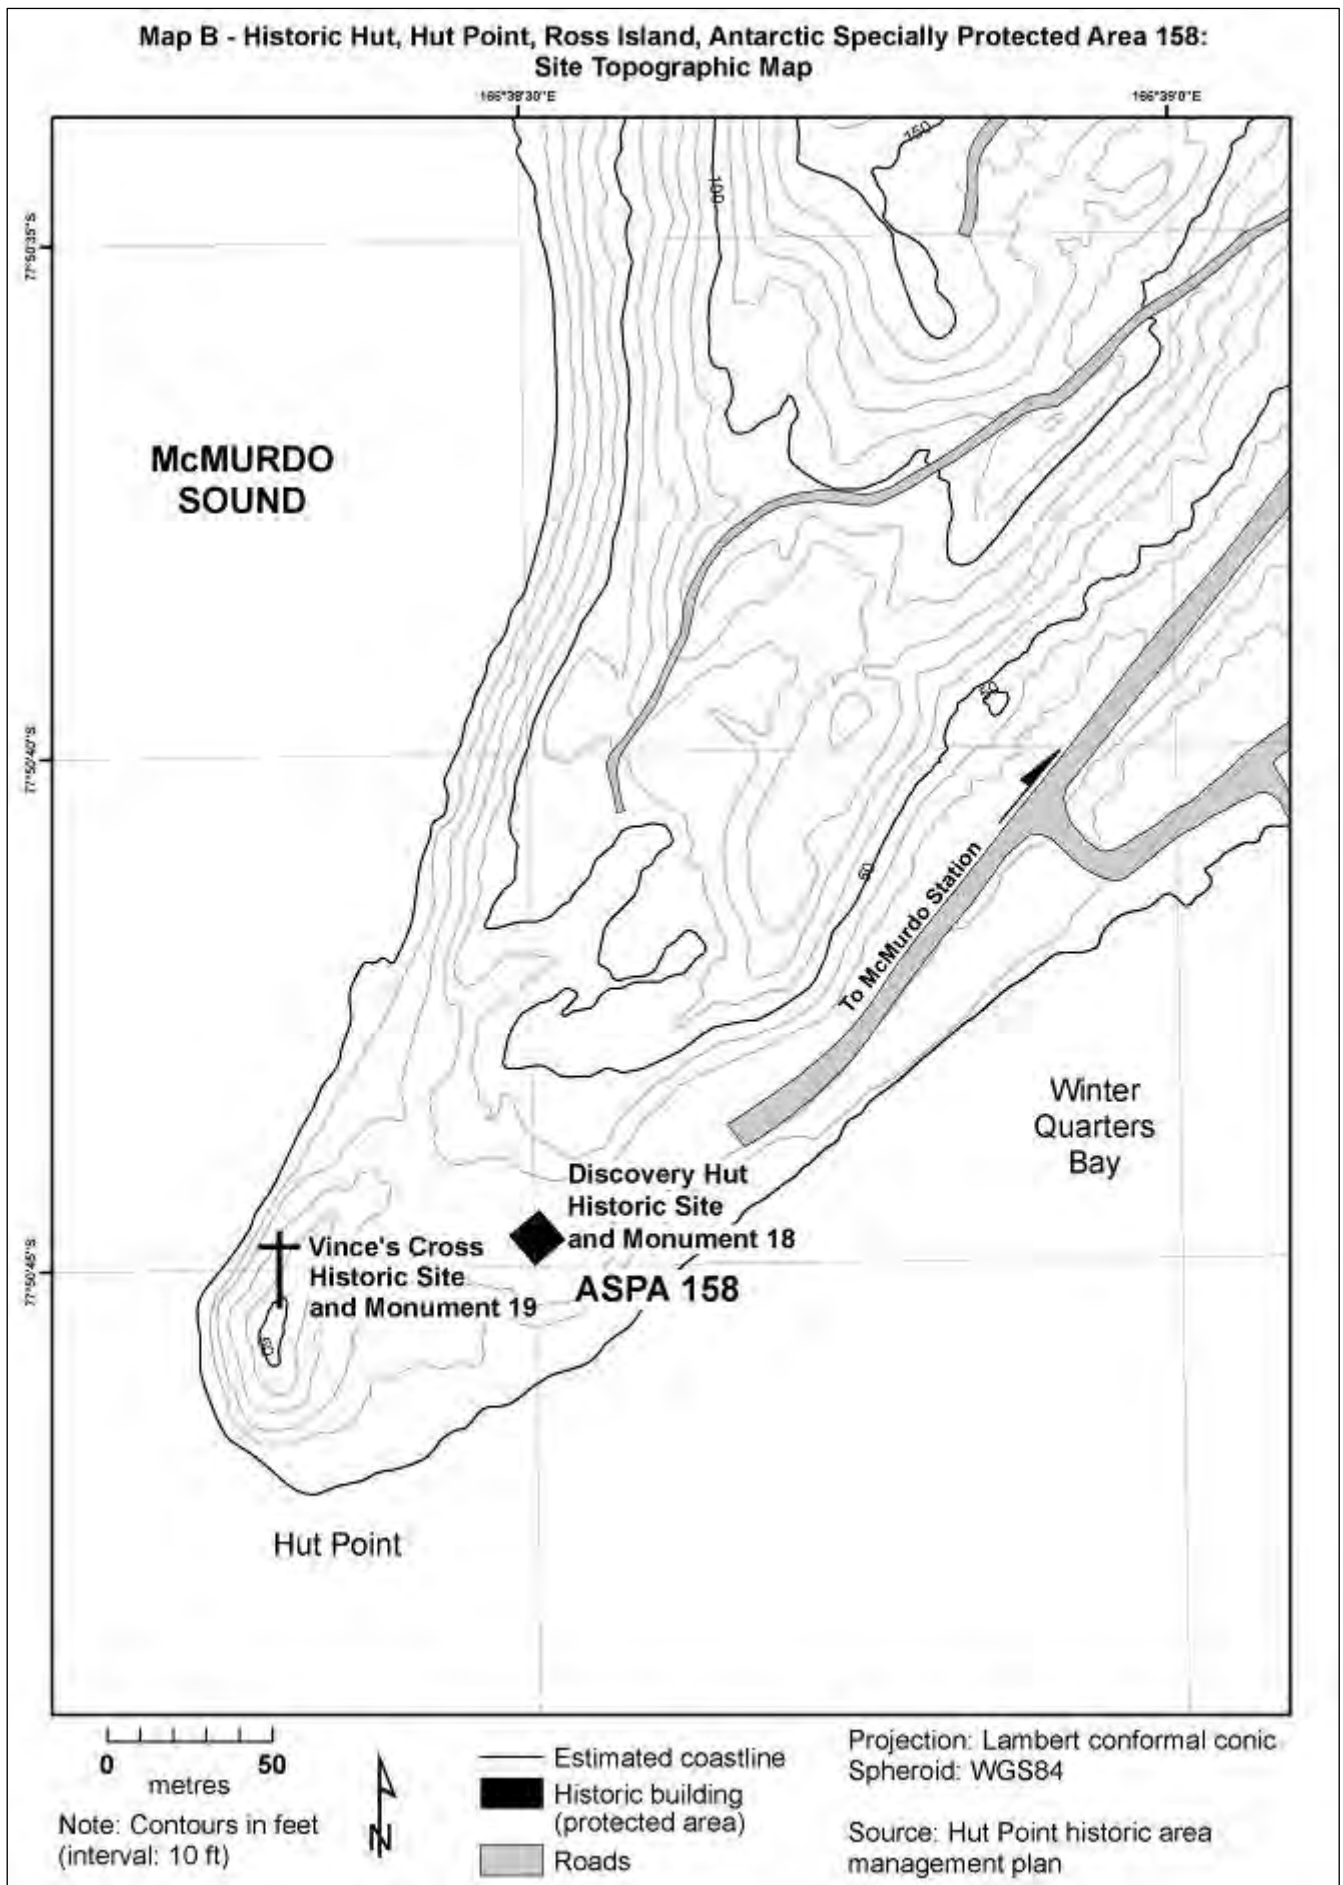 Map B - Historic Hut, Hut Point, Ross Island, Antarctic Specially Protected Area 158:
Site Topographic Map
166°38'30"E
166°39'0"E
150
100
77°50'35"S
McMURDO
SOUND
77°50'40"S
60
To McMurdo Station
Winter
Quarters
Bay
Discovery Hut
Historic Site
and Monument 18
ASPA 158
Vince's Cross
Historic Site
and Monument 19
77°50'45"S
60
Hut Point
0 50
metres
Note: Contours in feet
(interval: 10 ft)
N
Estimated coastline
Historic building
(protected area)
Roads
Projection: Lambert conformal conic
Spheroid: WGS84
Source: Hut Point historic area
management plan